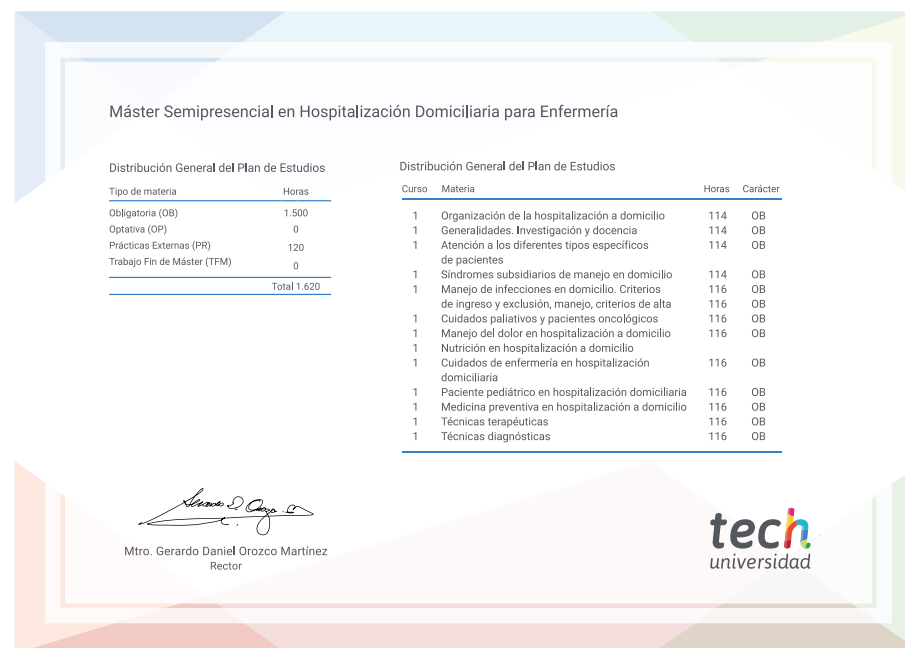 Máster Semipresencial en Hospitalización Domiciliaria para Enfermería
Distribución General del Plan de Estudios
Tipo de materia Horas
Obligatoria (OB) 1.500
Optativa (OP) 0
Prácticas Externas (PR) 120
Trabajo Fin de Máster (TFM) 0
Total 1.620
Distribución General del Plan de Estudios
Curso Materia Horas Carácter
1 Organización de la hospitalización a domicilio 114 OB
1 Generalidades. Investigación y docencia 114 OB
1 Atención a los diferentes tipos específicos 114 OB
de pacientes
1 Síndromes subsidiarios de manejo en domicilio 114 OB
1 Manejo de infecciones en domicilio. Criterios 116 OB
de ingreso y exclusión, manejo, criterios de alta 116 OB
1 Cuidados paliativos y pacientes oncológicos 116 OB
1 Manejo del dolor en hospitalización a domicilio 116 OB
1 Nutrición en hospitalización a domicilio
1 Cuidados de enfermería en hospitalización 116 OB
domiciliaria
1 Paciente pediátrico en hospitalización domiciliaria 116 OB
1 Medicina preventiva en hospitalización a domicilio 116 OB
1 Técnicas terapéuticas 116 OB
1 Técnicas diagnósticas 116 OB
Mtro. Gerardo Daniel Orozco Martínez
Rector
tech
universidad